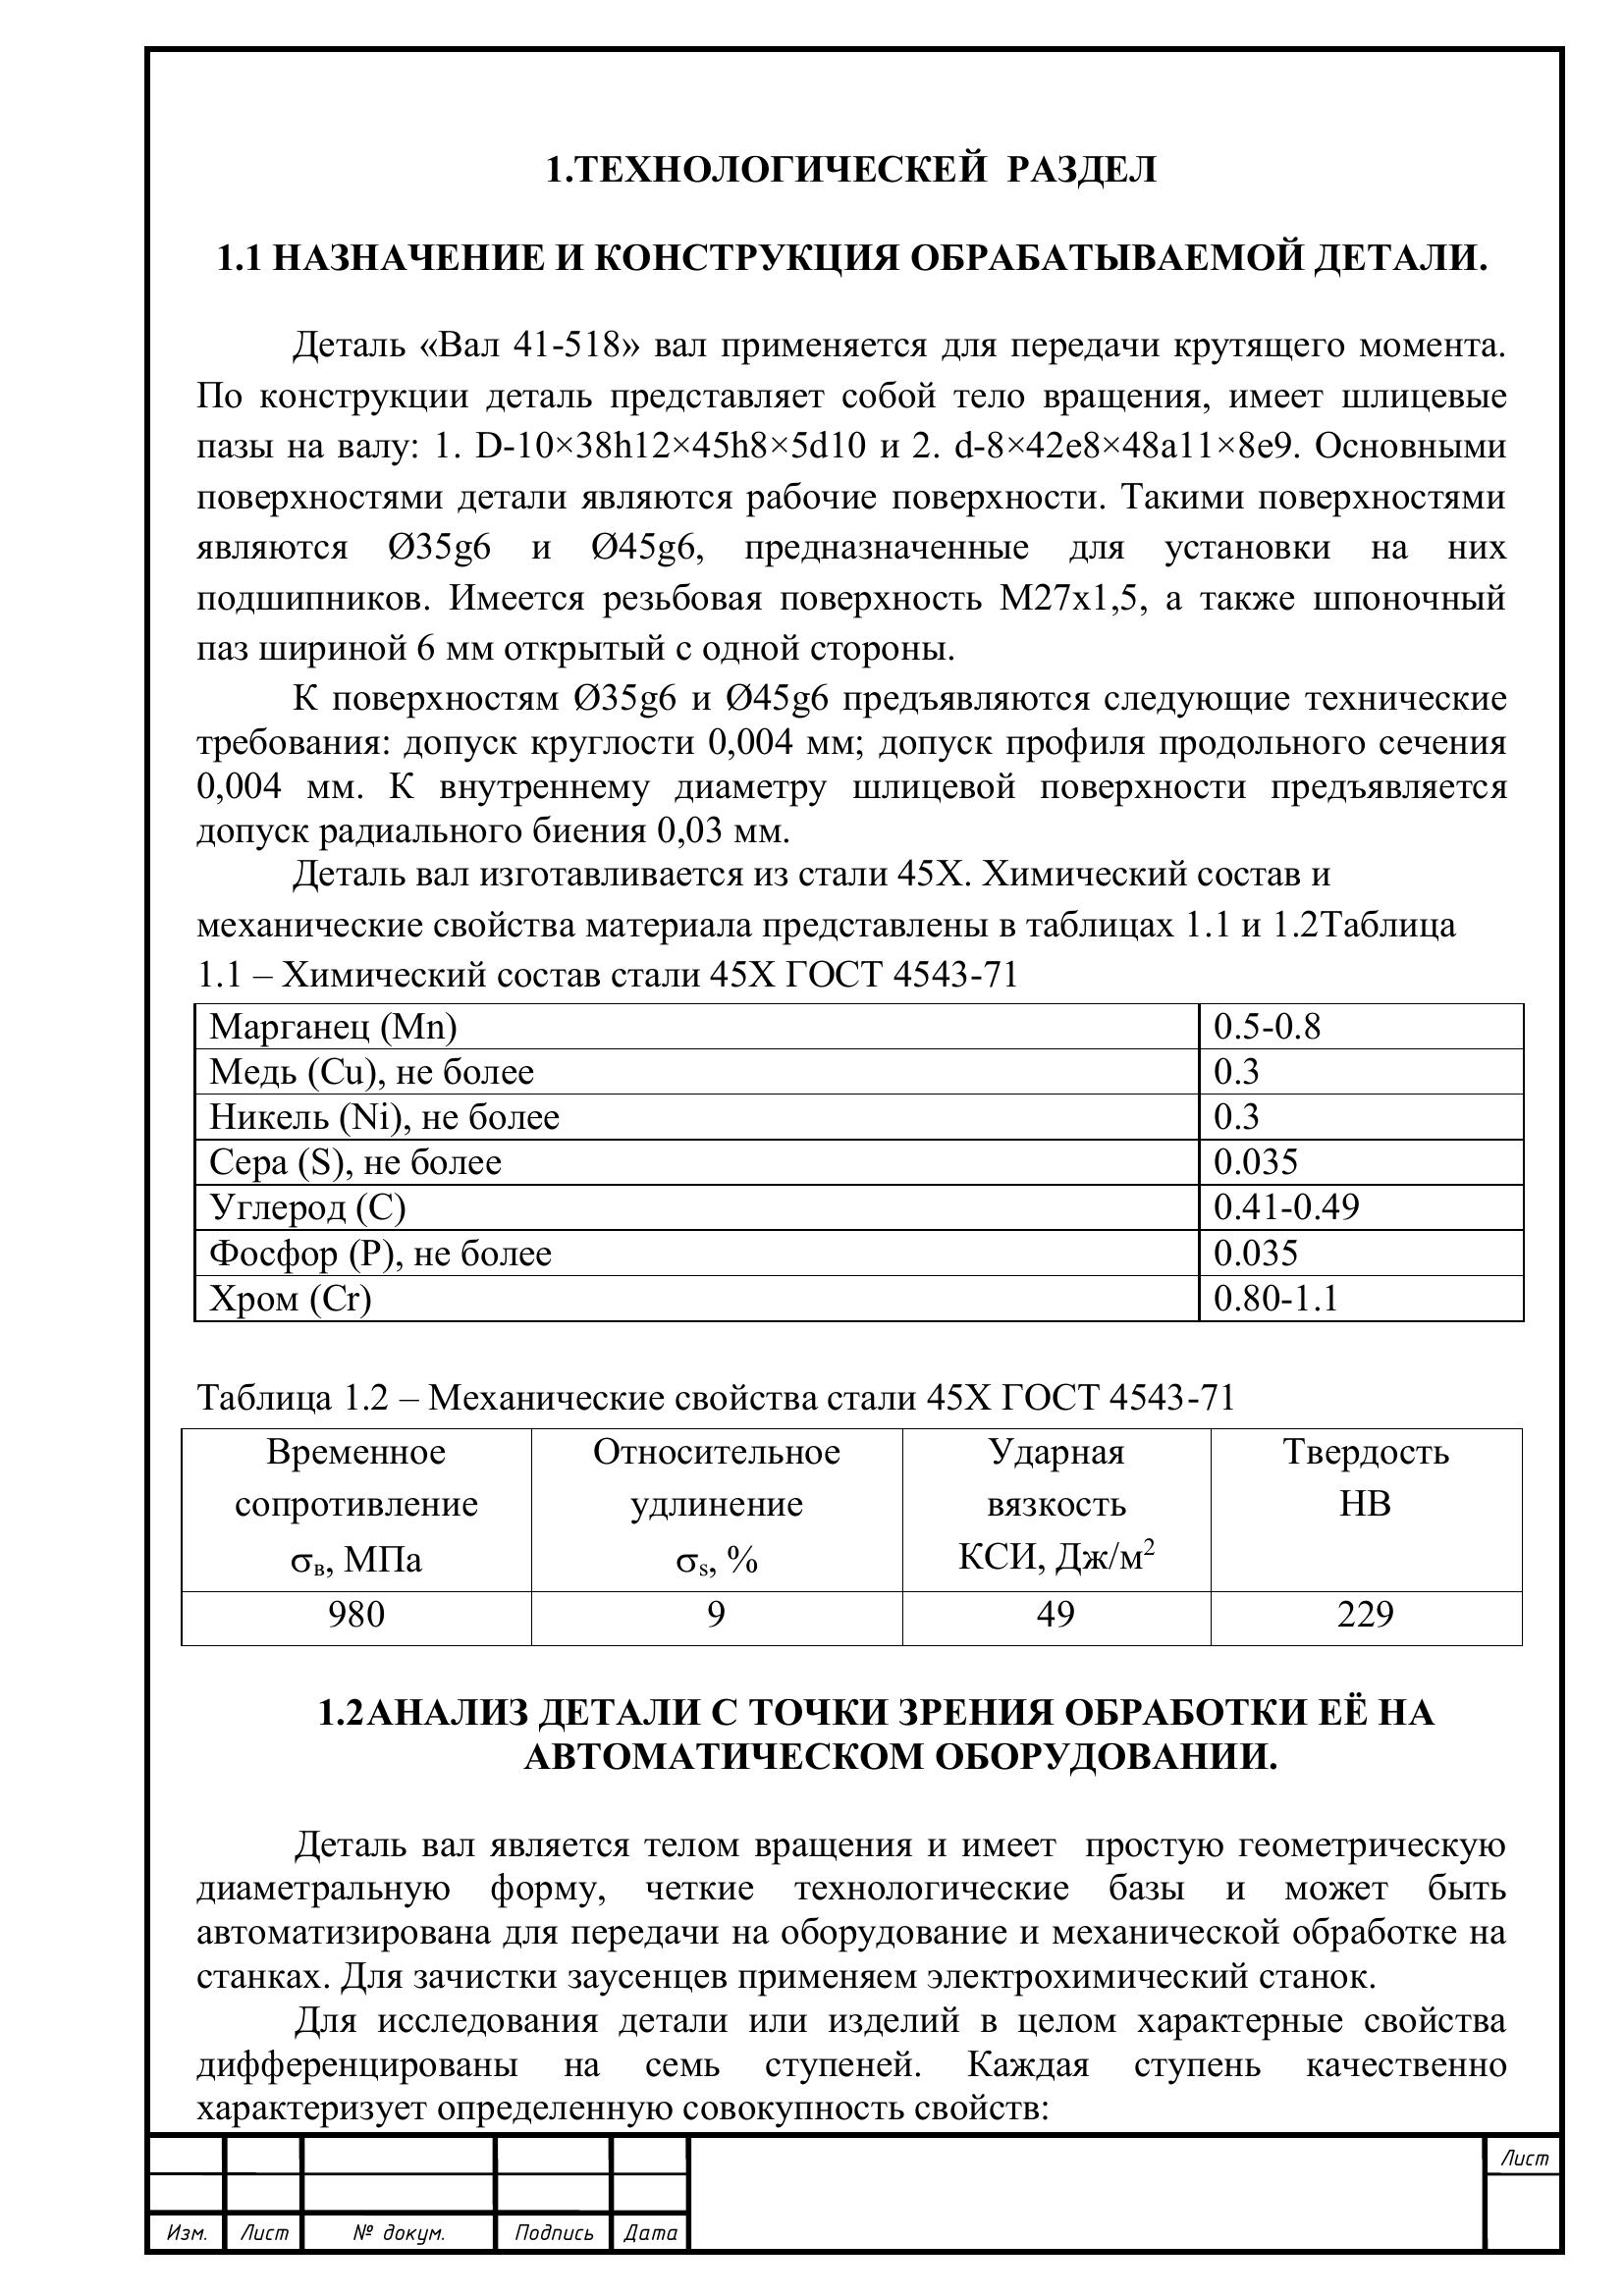 1.ТЕХНОЛОГИЧЕСКЕЙ РАЗДЕЛ
1.1 НАЗНАЧЕНИЕ И КОНСТРУКЦИЯ ОБРАБАТЫВАЕМОЙ ДЕТАЛИ.
Деталь «Вал 41-518» вал применяется для передачи крутящего момента.
По конструкции деталь представляет собой тело вращения, имеет шлицевые
пазы на валу: 1. D-10×38h12×45h8×5d10 и 2. d-8×42e8×48a11×8e9. Основными
поверхностями детали являются рабочие поверхности. Такими поверхностями
являются Ø35g6 и Ø45g6, предназначенные для установки на них
подшипников. Имеется резьбовая поверхность М27х1,5, а также шпоночный
паз шириной 6 мм открытый с одной стороны.
К поверхностям Ø35g6 и Ø45g6 предъявляются следующие технические
требования: допуск круглости 0,004 мм; допуск профиля продольного сечения
0,004 мм. К внутреннему диаметру шлицевой поверхности предъявляется
допуск радиального биения 0,03 мм.
Деталь вал изготавливается из стали 45Х. Химический состав и
механические свойства материала представлены в таблицах 1.1 и 1.2Таблица
1.1 – Химический состав стали 45Х ГОСТ 4543-71
Марганец (Mn) 0.5-0.8
Медь (Cu), не более 0.3
Никель (Ni), не более 0.3
Сера (S), не более 0.035
Углерод (C) 0.41-0.49
Фосфор (P), не более 0.035
Хром (Cr) 0.80-1.1
Таблица 1.2 – Механические свойства стали 45Х ГОСТ 4543-71
Временное Относительное Ударная Твердость
сопротивление удлинение вязкость НВ
σв, МПа σs, % КСИ, Дж/м²
980 9 49 229
1.2АНАЛИЗ ДЕТАЛИ С ТОЧКИ ЗРЕНИЯ ОБРАБОТКИ ЕЁ НА
АВТОМАТИЧЕСКОМ ОБОРУДОВАНИИ.
Деталь вал является телом вращения и имеет простую геометрическую
диаметральную форму, четкие технологические базы и может быть
автоматизирована для передачи на оборудование и механической обработке на
станках. Для зачистки заусенцев применяем электрохимический станок.
Для исследования детали или изделий в целом характерные свойства
дифференцированы на семь ступеней. Каждая ступень качественно
характеризует определенную совокупность свойств:
Лист
Изм. Лист № докум. Подпись Дата